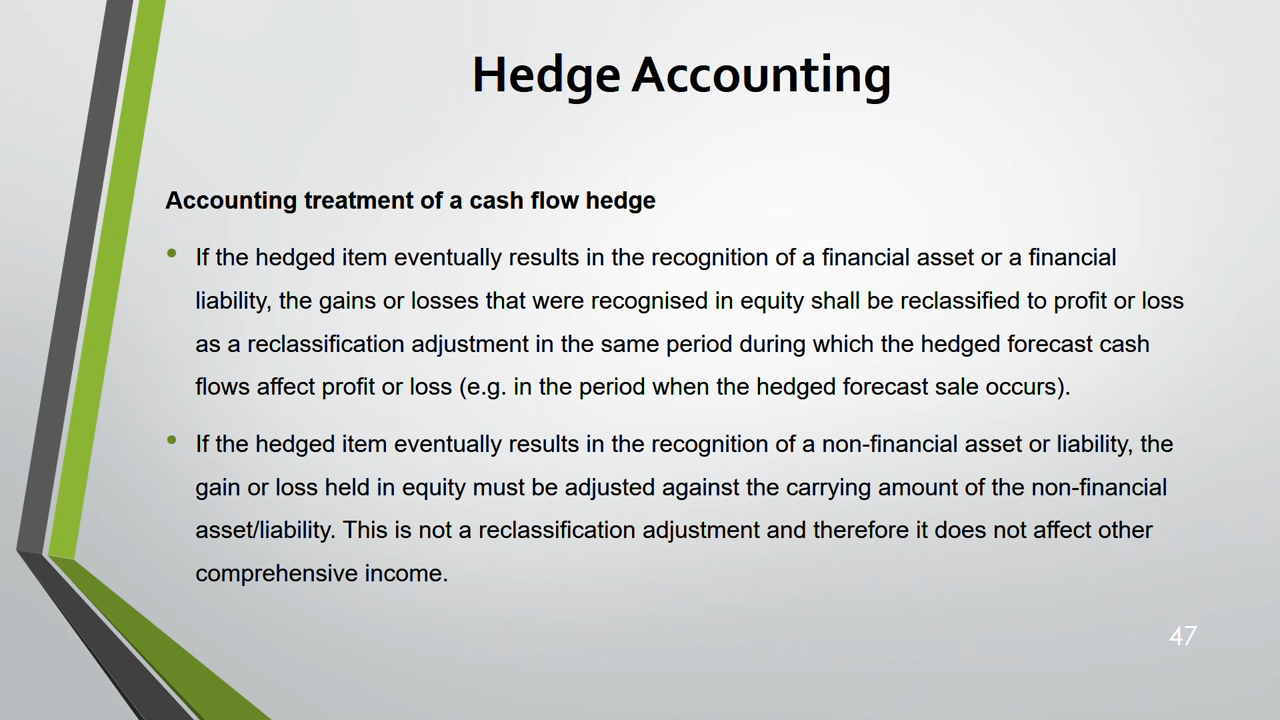 Hedge Accounting
Accounting treatment of a cash flow hedge
• If the hedged item eventually results in the recognition of a financial asset or a financial
liability, the gains or losses that were recognised in equity shall be reclassified to profit or loss
as a reclassification adjustment in the same period during which the hedged forecast cash
flows affect profit or loss (e.g. in the period when the hedged forecast sale occurs).
• If the hedged item eventually results in the recognition of a non-financial asset or liability, the
gain or loss held in equity must be adjusted against the carrying amount of the non-financial
asset/liability. This is not a reclassification adjustment and therefore it does not affect other
comprehensive income.
47